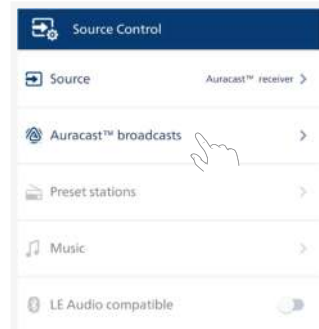 Source Control
Source Auracast™ receiver
Auracast™ broadcasts
Preset stations
Music
LE Audio compatible